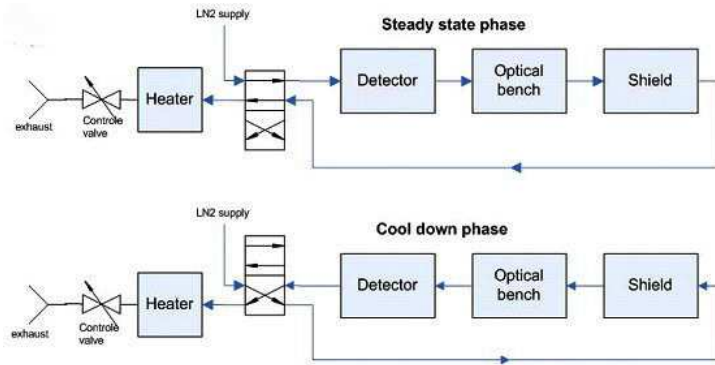 LN2 supply
Steady state phase
Heater
Detector
Optical
bench
Shield
exhaust
Controle
valve
LN2 supply
Cool down phase
Heater
Detector
Optical
bench
Shield
exhaust
Controle
valve